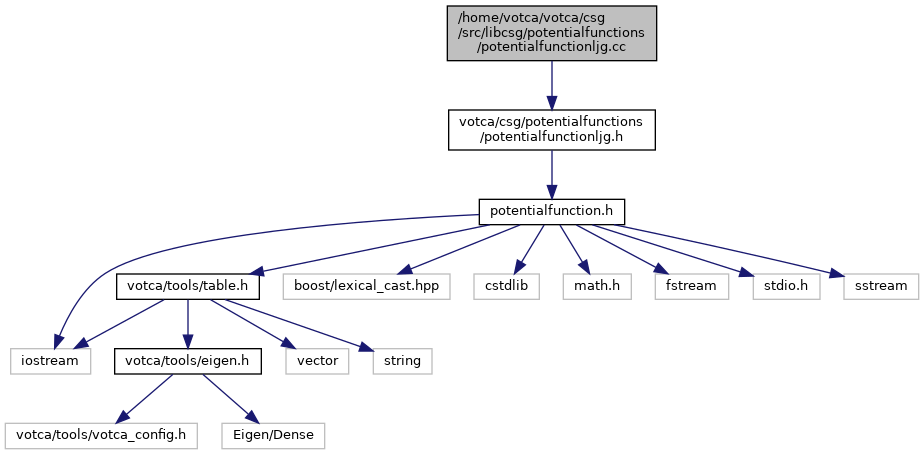 /home/votca/votca/csg
/src/libcsg/potentialfunctions
/potentialfunctionljg.cc
votca/csg/potentialfunctions
/potentialfunctionljg.h
potentialfunction.h
votca/tools/table.h
boost/lexical_cast.hpp
cstdlib
math.h
fstream
stdio.h
sstream
iostream
votca/tools/eigen.h
vector
string
votca/tools/votca_config.h
Eigen/Dense